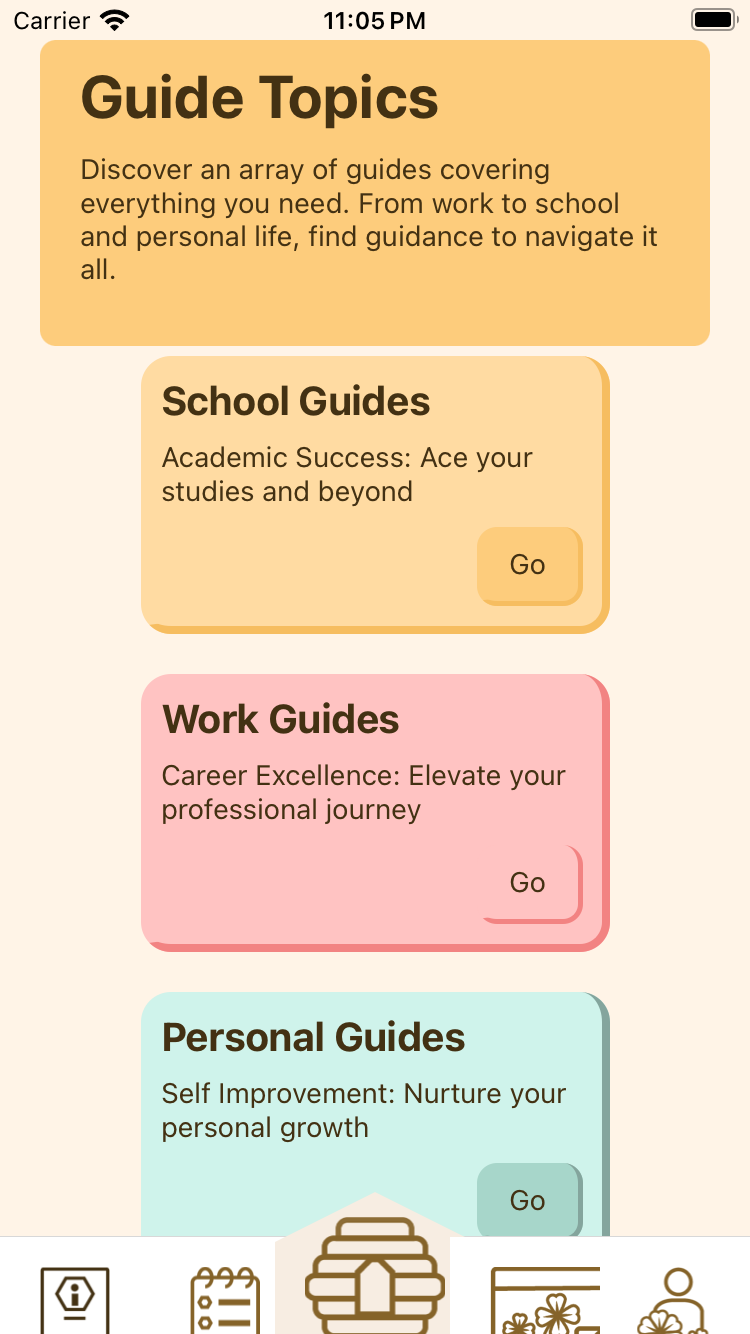 Carrier 11:05 PM
Guide Topics
Discover an array of guides covering
everything you need. From work to school
and personal life, find guidance to navigate it
all.
School Guides
Academic Success: Ace your
studies and beyond
Go
Work Guides
Career Excellence: Elevate your
professional journey
Go
Personal Guides
Self Improvement: Nurture your
personal growth
Go